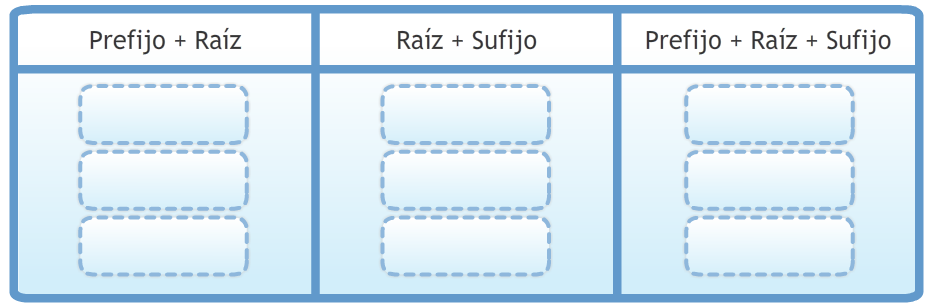 Prefijo + Raíz
Raíz + Sufijo
Prefijo + Raíz + Sufijo